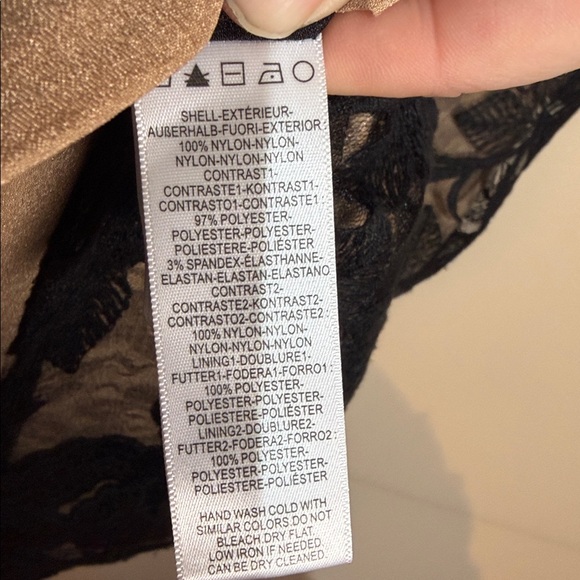 SHELL-EXTÉRIEUR-
AUßERHALB-FUORI-EXTERIOR:
100% NYLON-NYLON-
NYLON-NYLON-NYLON
CONTRAST1-
CONTRASTE1-KONTRAST1-
CONTRASTO1-CONTRASTE1:
97% POLYESTER-
POLYESTER-POLYESTER-
POLIESTERE-POLIÉSTER
3% SPANDEX-ÉLASTHANNE-
ELASTAN-ELASTAN-ELASTANO
CONTRAST2-
CONTRASTE2-KONTRAST2-
CONTRASTO2-CONTRASTE2:
100% NYLON-NYLON-
NYLON-NYLON-NYLON
LINING1-DOUBLURE1-
FUTTER1-FODERA1-FORRO1:
100% POLYESTER-
POLYESTER-POLYESTER-
POLIESTERE-POLIÉSTER
LINING2-DOUBLURE2-
FUTTER2-FODERA2-FORRO2:
100% POLYESTER-
POLYESTER-POLYESTER-
POLIESTERE-POLIÉSTER
HAND WASH COLD WITH
SIMILAR COLORS.DO NOT
BLEACH.DRY FLAT.
LOW IRON IF NEEDED.
CAN BE DRY CLEANED.